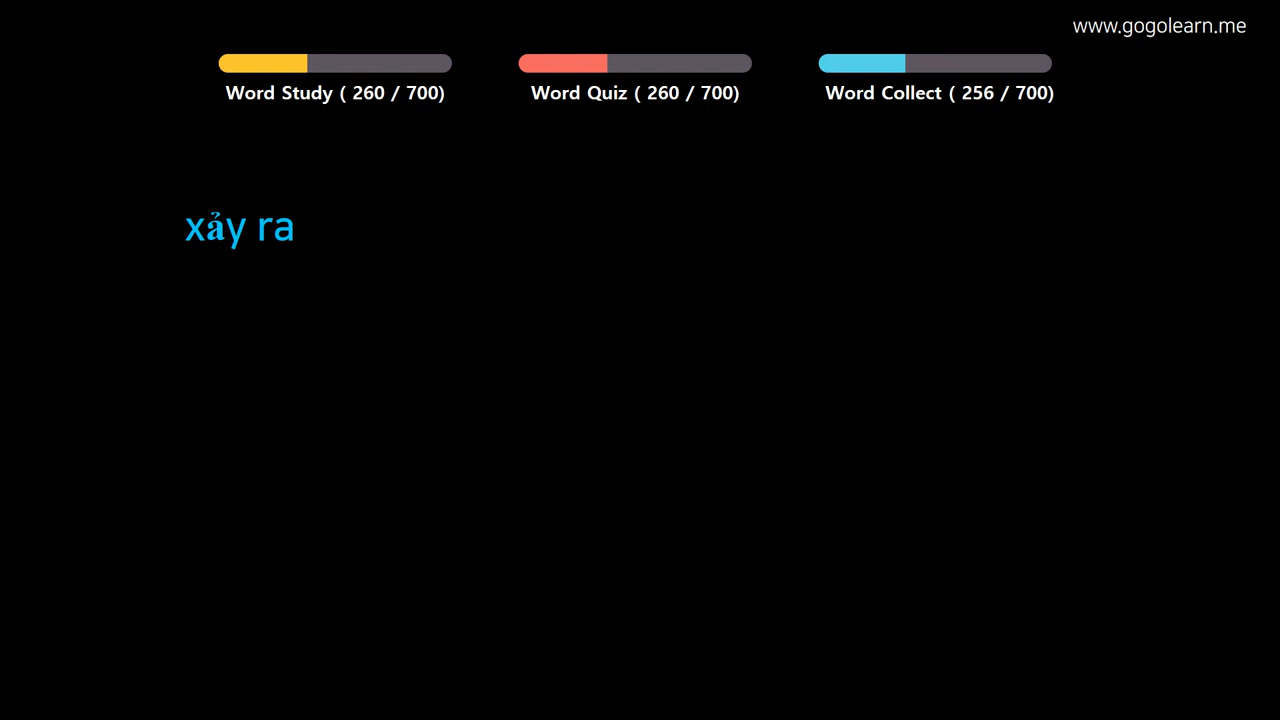 www.gogolearn.me
Word Study ( 260 / 700)
Word Quiz ( 260 / 700)
Word Collect ( 256 / 700)
xảy ra